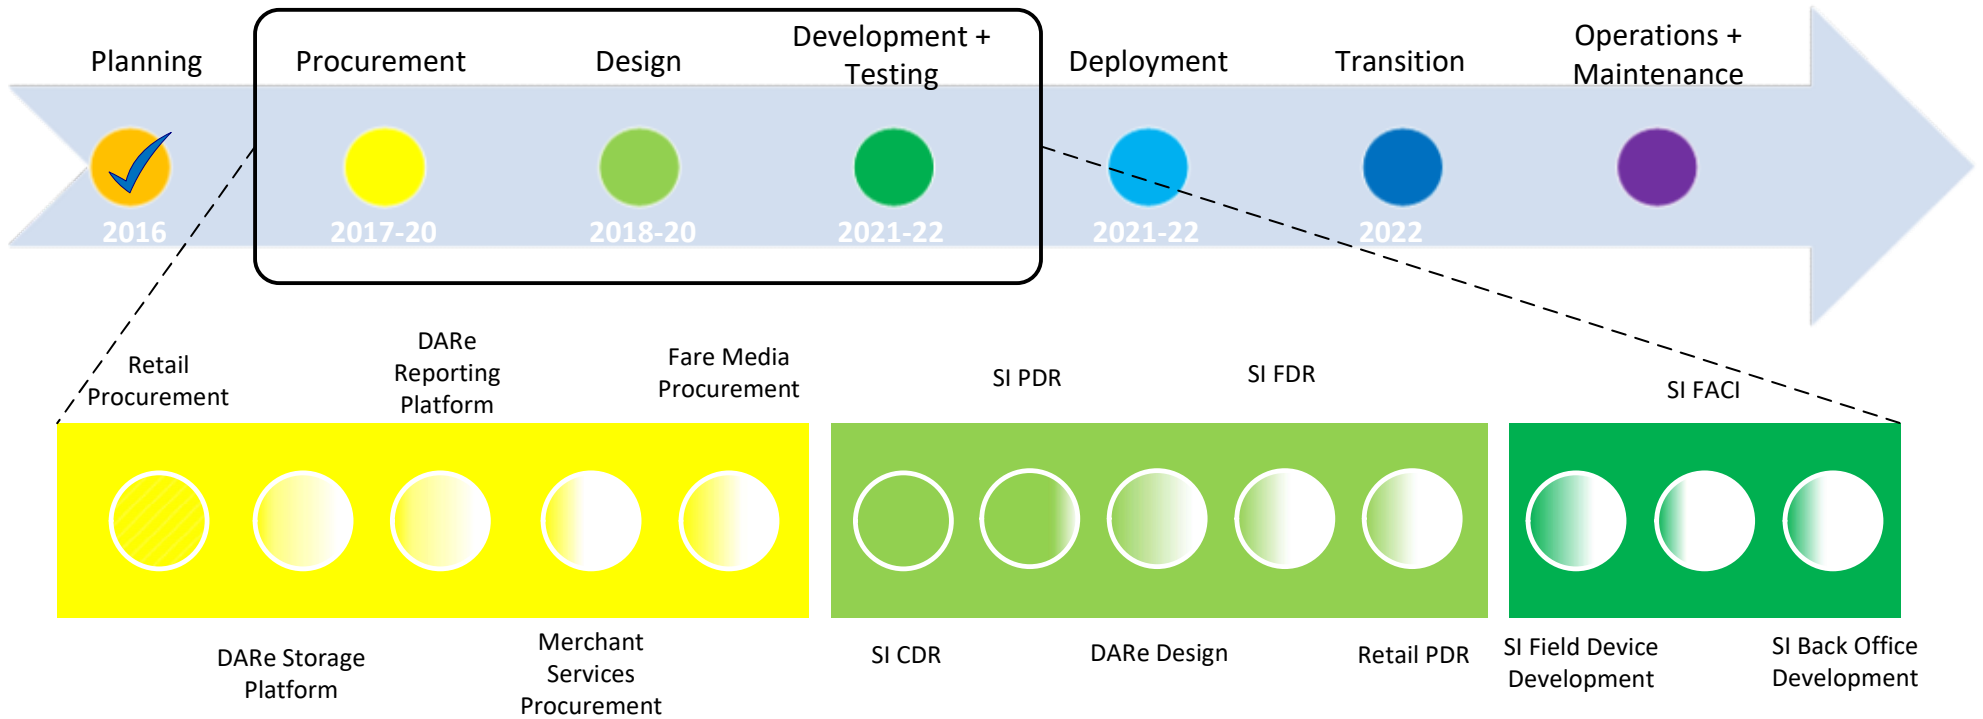 Planning
Procurement
Design
Development +
Testing
Deployment
Transition
Operations +
Maintenance
2016
2017-20
2018-20
2021-22
2021-22
2022
Retail
Procurement
DARe
Reporting
Platform
Fare Media
Procurement
SI PDR
SI FDR
SI FACI
DARe Storage
Platform
Merchant
Services
Procurement
SI CDR
DARe Design
Retail PDR
SI Field Device
Development
SI Back Office
Development